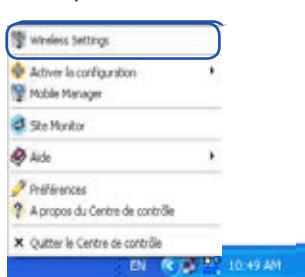 Wireless Settings
Activer la configuration
Mobile Manager
Site Monitor
Aide
Préférences
A propos du Centre de contrôle
Quitter le Centre de contrôle
EN 10:49 AM